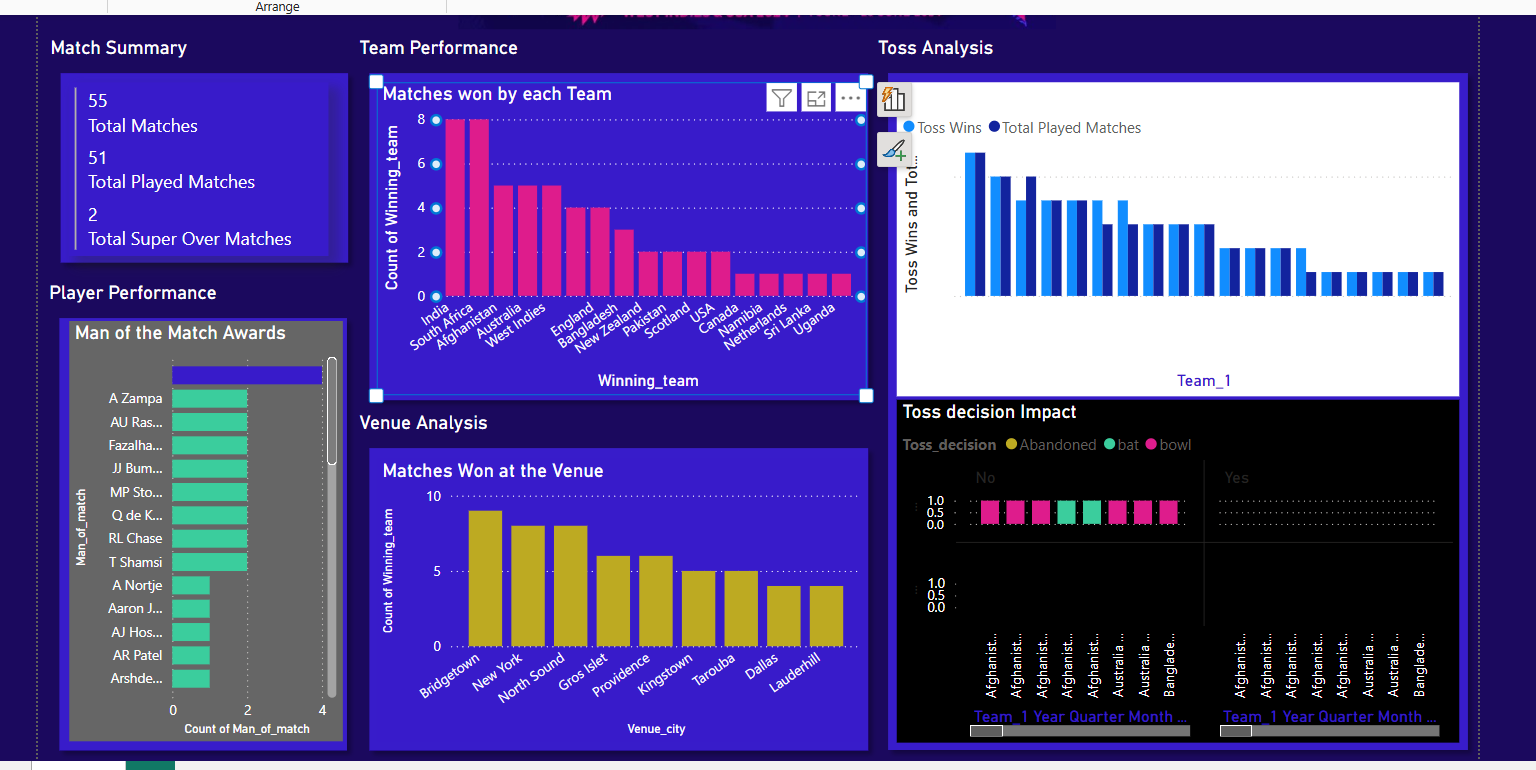 Arrange
Match Summary
55
Total Matches
51
Total Played Matches
2
Total Super Over Matches
Player Performance
Man of the Match Awards
Man_of_match
A Zampa
AU Ras...
Fazalha...
JJ Bum...
MP Sto...
Q de K...
RL Chase
T Shamsi
A Nortje
Aaron J...
AJ Hos...
AR Patel
Arshde...
0 2 4
Count of Man_of_match
Team Performance
Matches won by each Team
Count of Winning_team
8
6
4
2
0
India
South Africa
Afghanistan
Australia
West Indies
England
Bangladesh
New Zealand
Pakistan
Scotland
USA
Canada
Namibia
Netherlands
Sri Lanka
Uganda
Winning_team
Venue Analysis
Matches Won at the Venue
Count of Winning_team
10
5
0
Bridgetown
New York
North Sound
Gros Islet
Providence
Kingstown
Tarouba
Dallas
Lauderhill
Venue_city
Toss Analysis
Toss Wins Total Played Matches
Toss Wins and Tot...
Team_1
Toss decision Impact
Toss_decision Abandoned bat bowl
No Yes
1.0
0.5
0.0
1.0
0.5
0.0
Afghanist...
Afghanist...
Afghanist...
Afghanist...
Afghanist...
Australia ...
Australia ...
Banglade...
Afghanist...
Afghanist...
Afghanist...
Afghanist...
Afghanist...
Australia ...
Australia ...
Banglade...
Team_1 Year Quarter Month ...
Team_1 Year Quarter Month ...